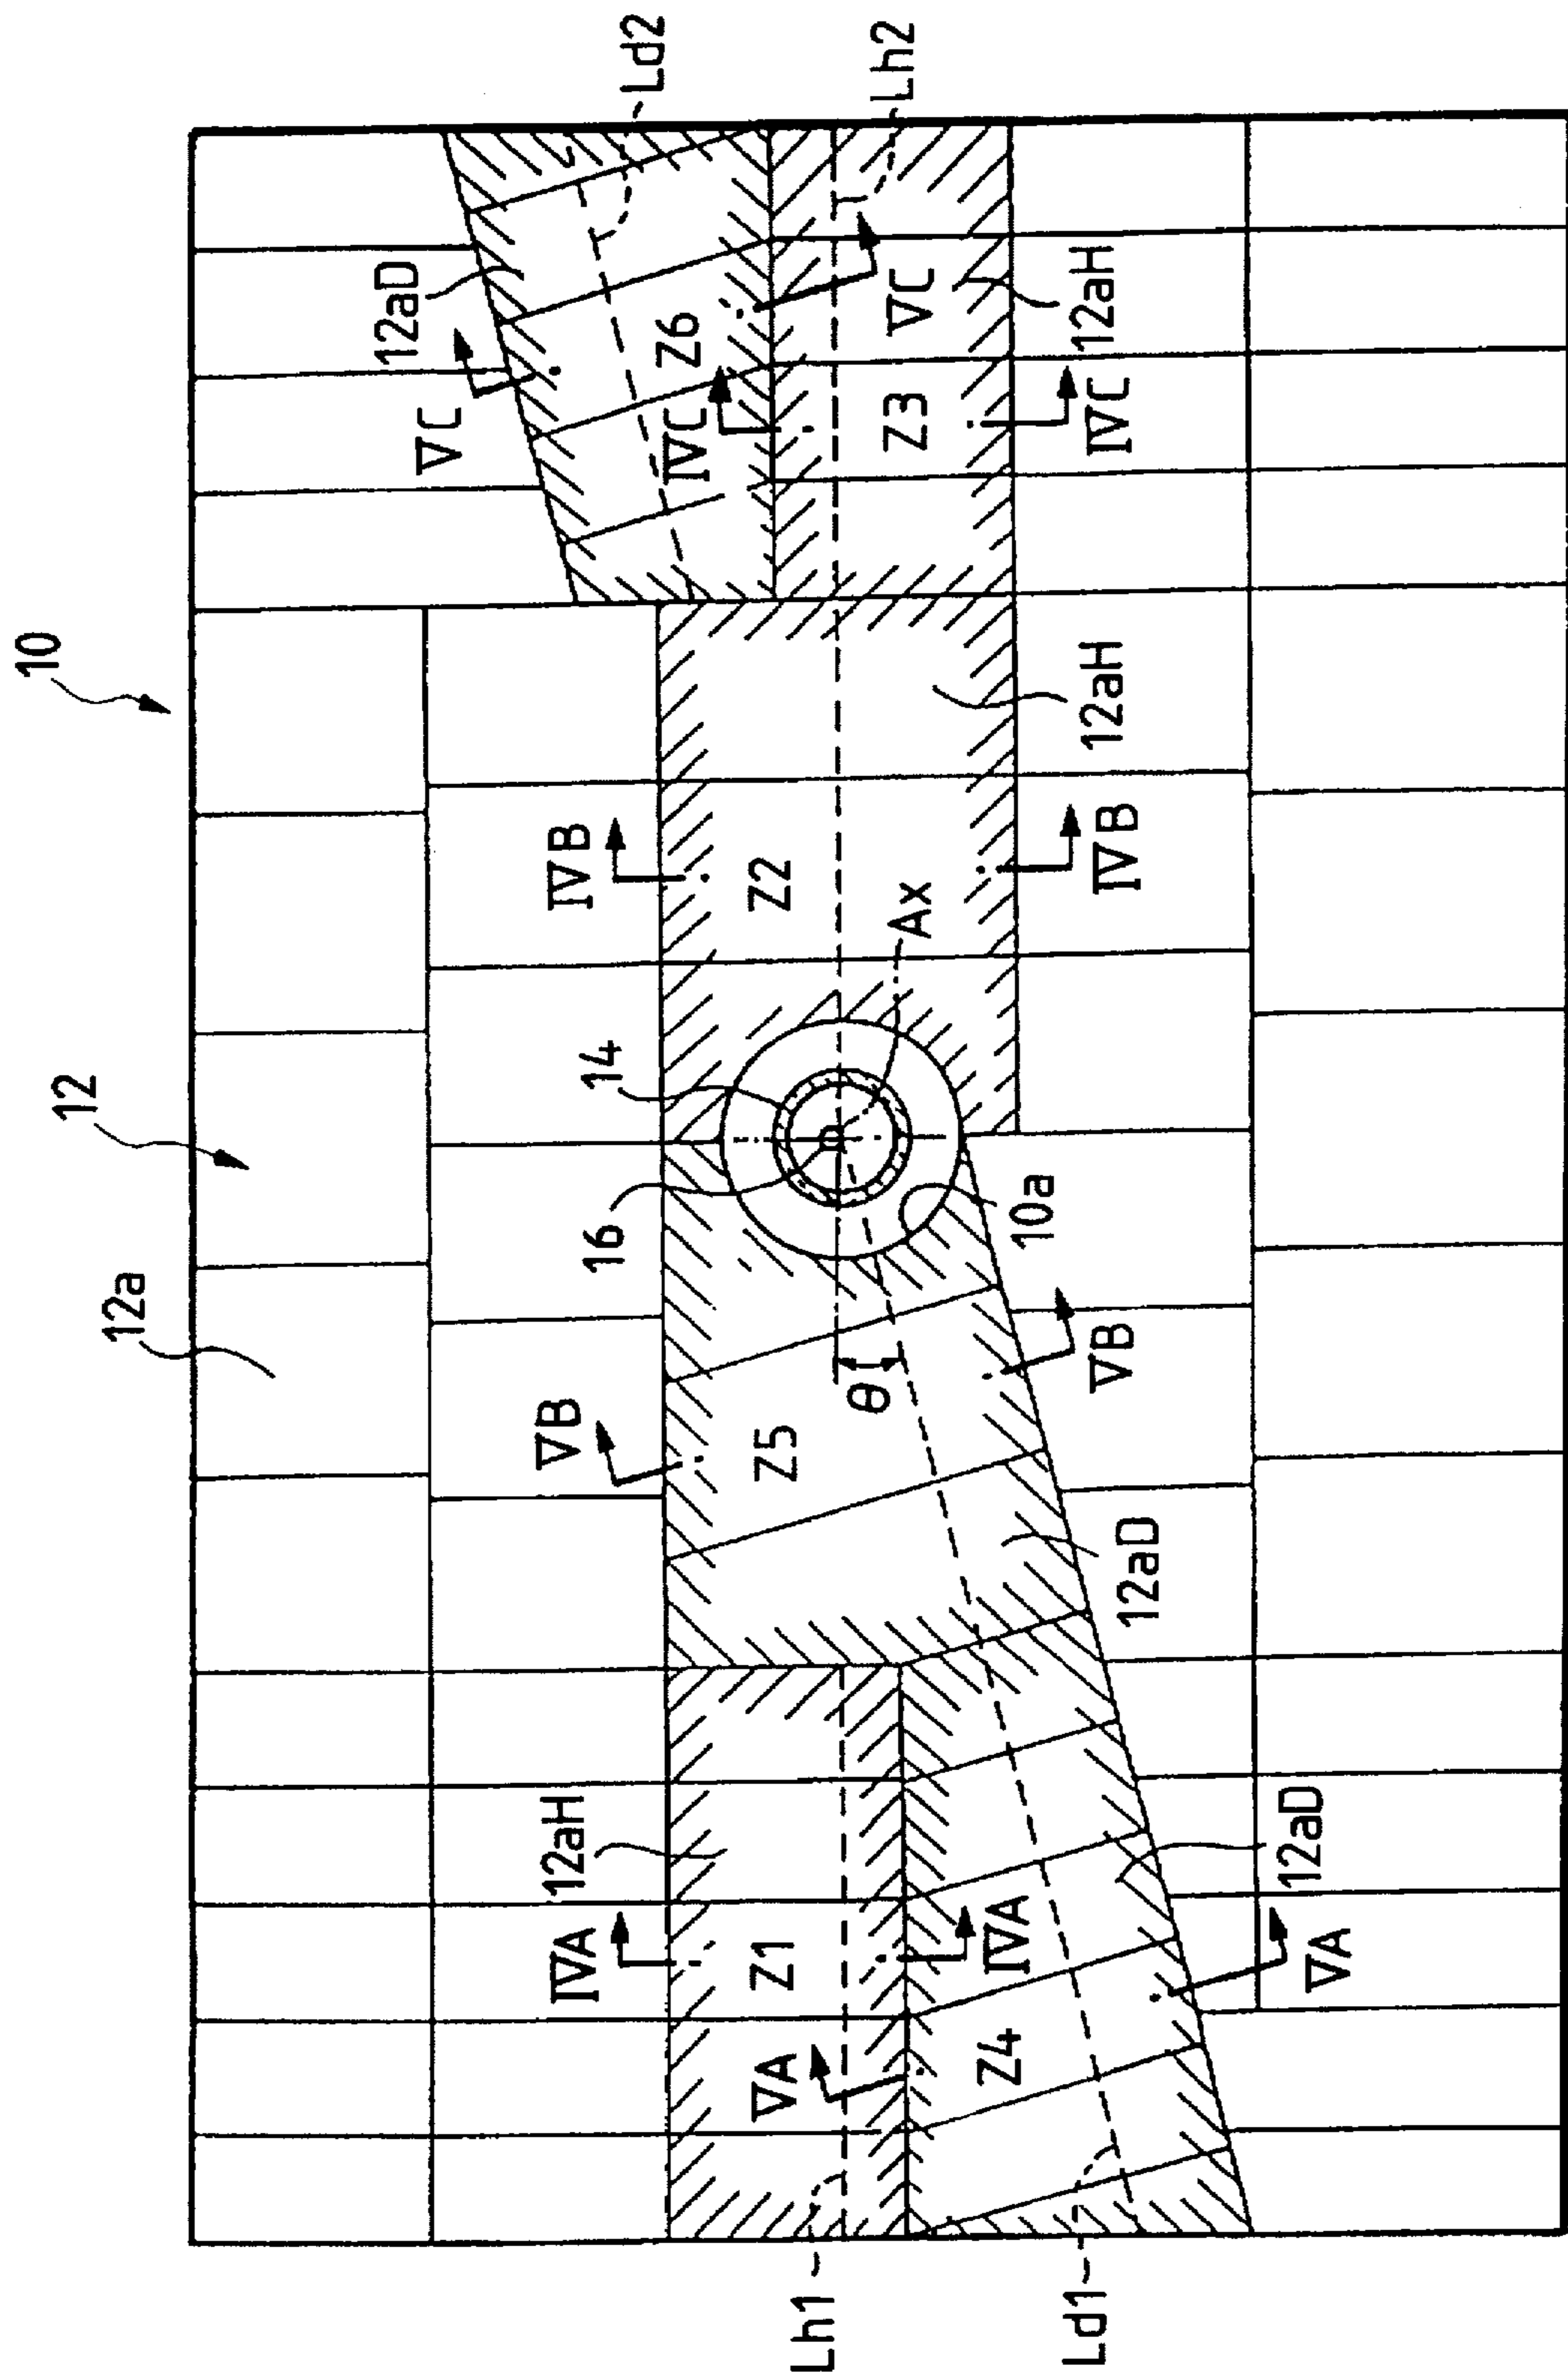 10
12
12a
Ld2
Lh2
12aD
VC
Z6
VC
12aH
IVC
Z3
IVC
12aH
IVB
Z2
IVB
Ax
14
16
10a
θ
VB
VB
Z5
12aD
12aH
IVA
Z1
IVA
12aD
VA
VA
Z4
Lh1
Ld1